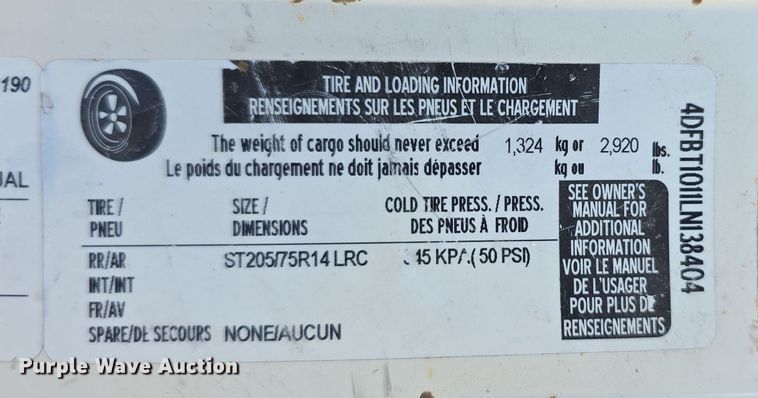 190
UAL
TIRE AND LOADING INFORMATION
RENSEIGNEMENTS SUR LES PNEUS ET LE CHARGEMENT
The weight of cargo should never exceed 1,324 kg or 2,920 lbs.
Le poids du chargement ne doit jamais dépasser kg ou lb.
TIRE / SIZE / COLD TIRE PRESS. / PRESS.
PNEU DIMENSIONS DES PNEUS À FROID
RR/AR ST205/75R14 LRC 45 KPA ( 50 PSI)
INT/INT
FR/AV
SPARE/DE SECOURS NONE/AUCUN
SEE OWNER'S
MANUAL FOR
ADDITIONAL
INFORMATION
VOIR LE MANUEL
DE L'USAGER
POUR PLUS DE
RENSEIGNEMENTS
4DFBT1011LN138404
Purple Wave Auction